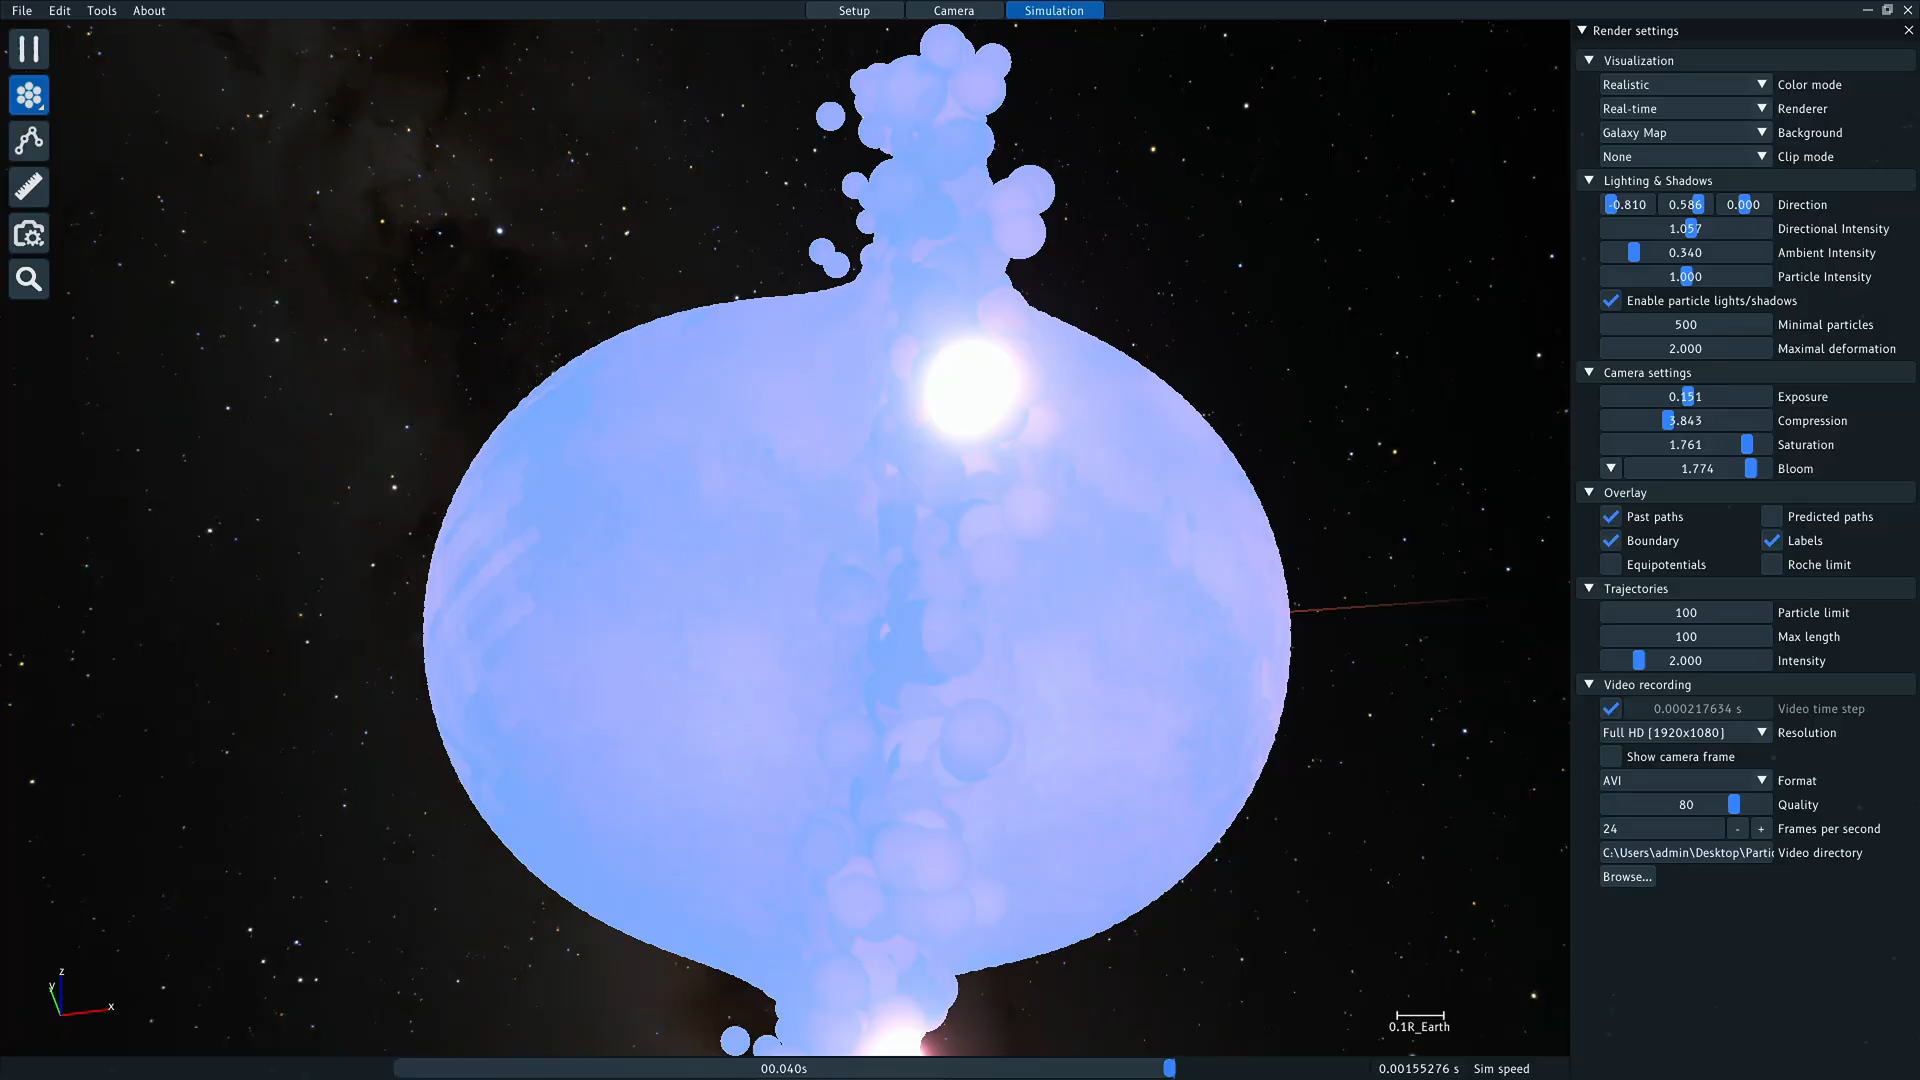 File Edit Tools About
Setup Camera Simulation
Render settings
Visualization
Realistic Color mode
Real-time Renderer
Galaxy Map Background
None Clip mode
Lighting & Shadows
-0.810 0.586 0.000 Direction
1.057 Directional Intensity
0.340 Ambient Intensity
1.000 Particle Intensity
Enable particle lights/shadows
500 Minimal particles
2.000 Maximal deformation
Camera settings
0.151 Exposure
3.843 Compression
1.761 Saturation
1.774 Bloom
Overlay
Past paths Predicted paths
Boundary Labels
Equipotentials Roche limit
Trajectories
100 Particle limit
100 Max length
2.000 Intensity
Video recording
0.000217634 s Video time step
Full HD [1920x1080] Resolution
Show camera frame
AVI Format
80 Quality
24 - + Frames per second
C:\Users\admin\Desktop\Partic Video directory
Browse...
z
y
x
0.1R_Earth
00.040s
0.00155276 s Sim speed